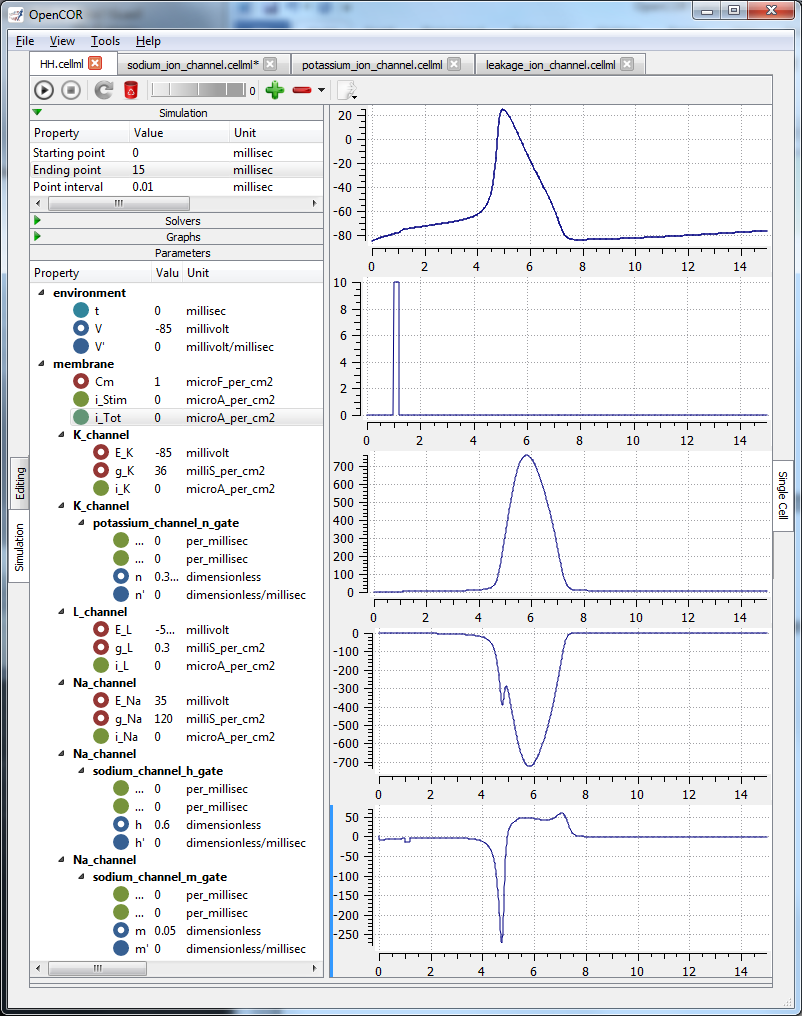 OpenCOR
File View Tools Help
HH.cellml sodium_ion_channel.cellml* potassium_ion_channel.cellml leakage_ion_channel.cellml
0
Simulation
Property Value Unit
Starting point 0 millisec
Ending point 15 millisec
Point interval 0.01 millisec
Solvers
Graphs
Parameters
Property Valu Unit
environment
t 0 millisec
V -85 millivolt
V' 0 millivolt/millisec
membrane
Cm 1 microF_per_cm2
i_Stim 0 microA_per_cm2
i_Tot 0 microA_per_cm2
K_channel
E_K -85 millivolt
g_K 36 milliS_per_cm2
i_K 0 microA_per_cm2
K_channel
potassium_channel_n_gate
... 0 per_millisec
... 0 per_millisec
n 0.3... dimensionless
n' 0 dimensionless/millisec
L_channel
E_L -5... millivolt
g_L 0.3 milliS_per_cm2
i_L 0 microA_per_cm2
Na_channel
E_Na 35 millivolt
g_Na 120 milliS_per_cm2
i_Na 0 microA_per_cm2
Na_channel
sodium_channel_h_gate
... 0 per_millisec
... 0 per_millisec
h 0.6 dimensionless
h' 0 dimensionless/millisec
Na_channel
sodium_channel_m_gate
... 0 per_millisec
... 0 per_millisec
m 0.05 dimensionless
m' 0 dimensionless/millisec
Editing
Simulation
20
0
-20
-40
-60
-80
0 2 4 6 8 10 12 14
10
8
6
4
2
0
0 2 4 6 8 10 12 14
700
600
500
400
300
200
100
0
0 2 4 6 8 10 12 14
0
-100
-200
-300
-400
-500
-600
-700
0 2 4 6 8 10 12 14
50
0
-50
-100
-150
-200
-250
0 2 4 6 8 10 12 14
Single Cell